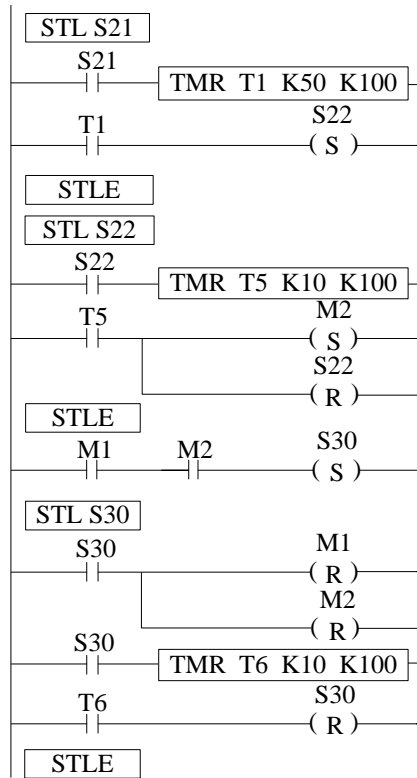 STL S21
S21
TMR T1 K50 K100
T1 S22
( S )
STLE
STL S22
S22
TMR T5 K10 K100
T5 M2
( S )
S22
( R )
STLE
M1 M2 S30
( S )
STL S30
S30 M1
( R )
M2
( R )
S30
TMR T6 K10 K100
T6 S30
( R )
STLE